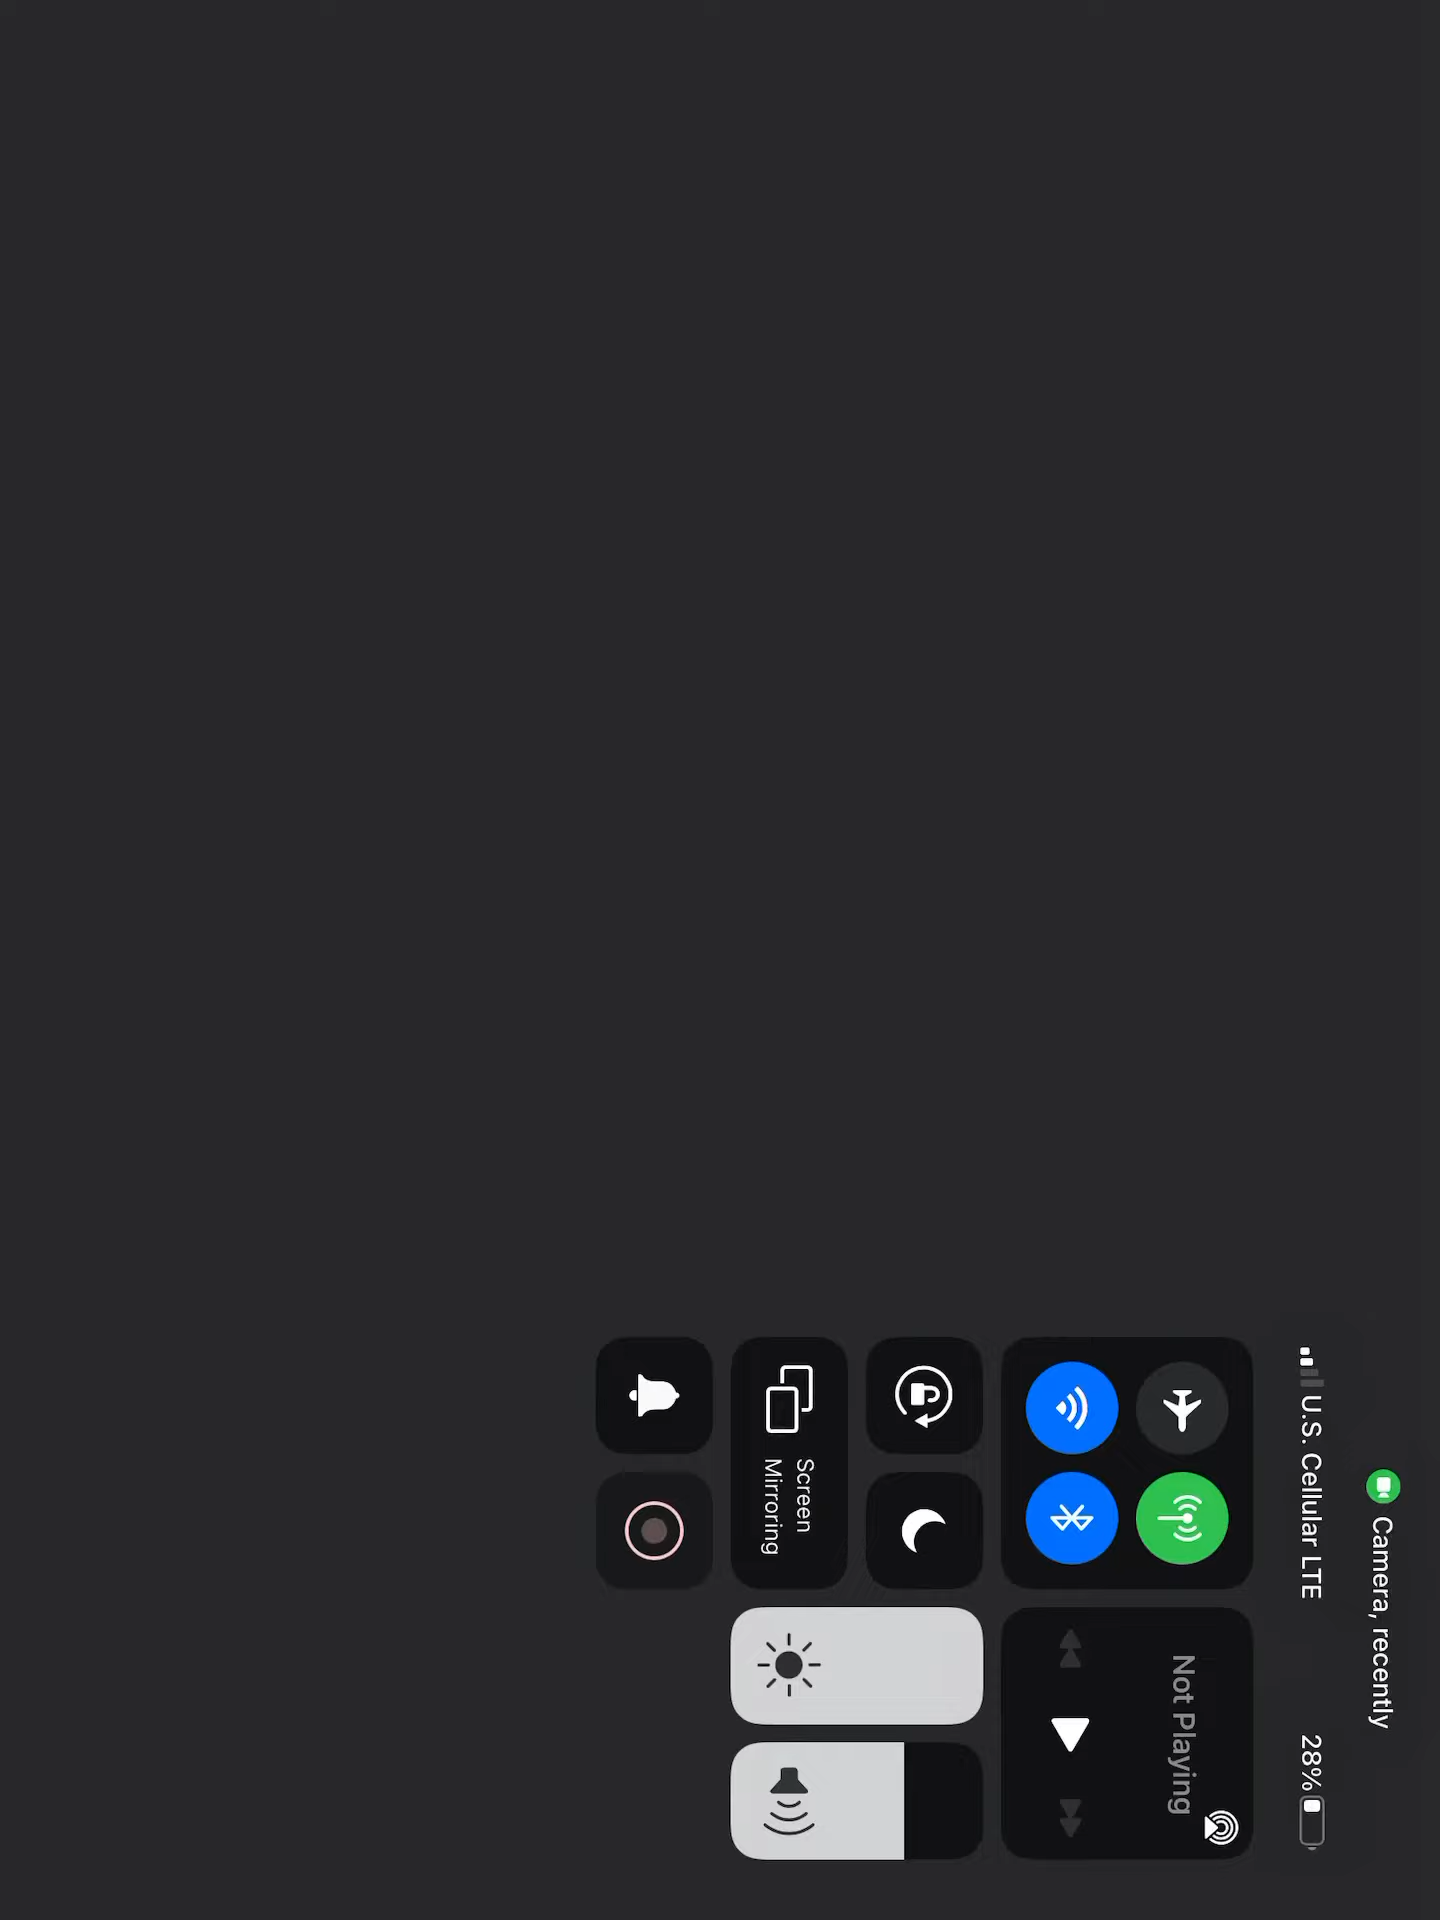 Camera, recently
U.S. Cellular LTE
28%
Not Playing
Screen
Mirroring